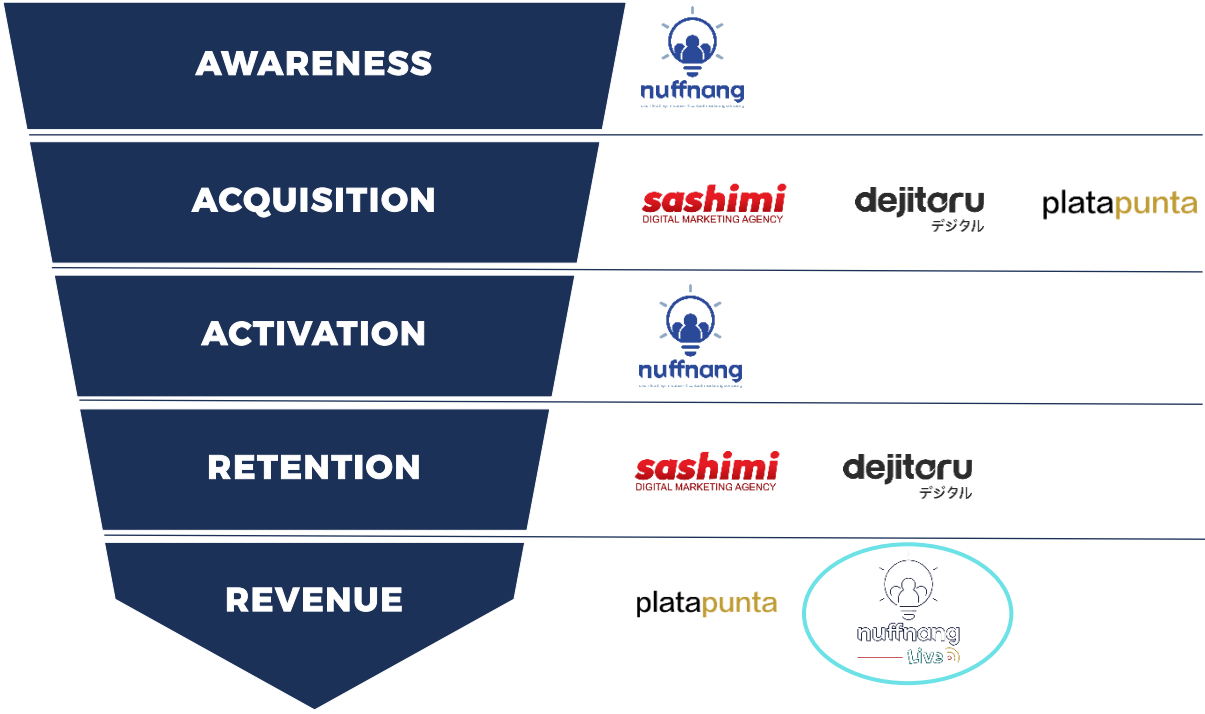 AWARENESS
nuffnang
ACQUISITION
sashimi
DIGITAL MARKETING AGENCY
dejitaru
デジタル
platapunta
ACTIVATION
nuffnang
RETENTION
sashimi
DIGITAL MARKETING AGENCY
dejitaru
デジタル
REVENUE
platapunta
nuffnang
Live